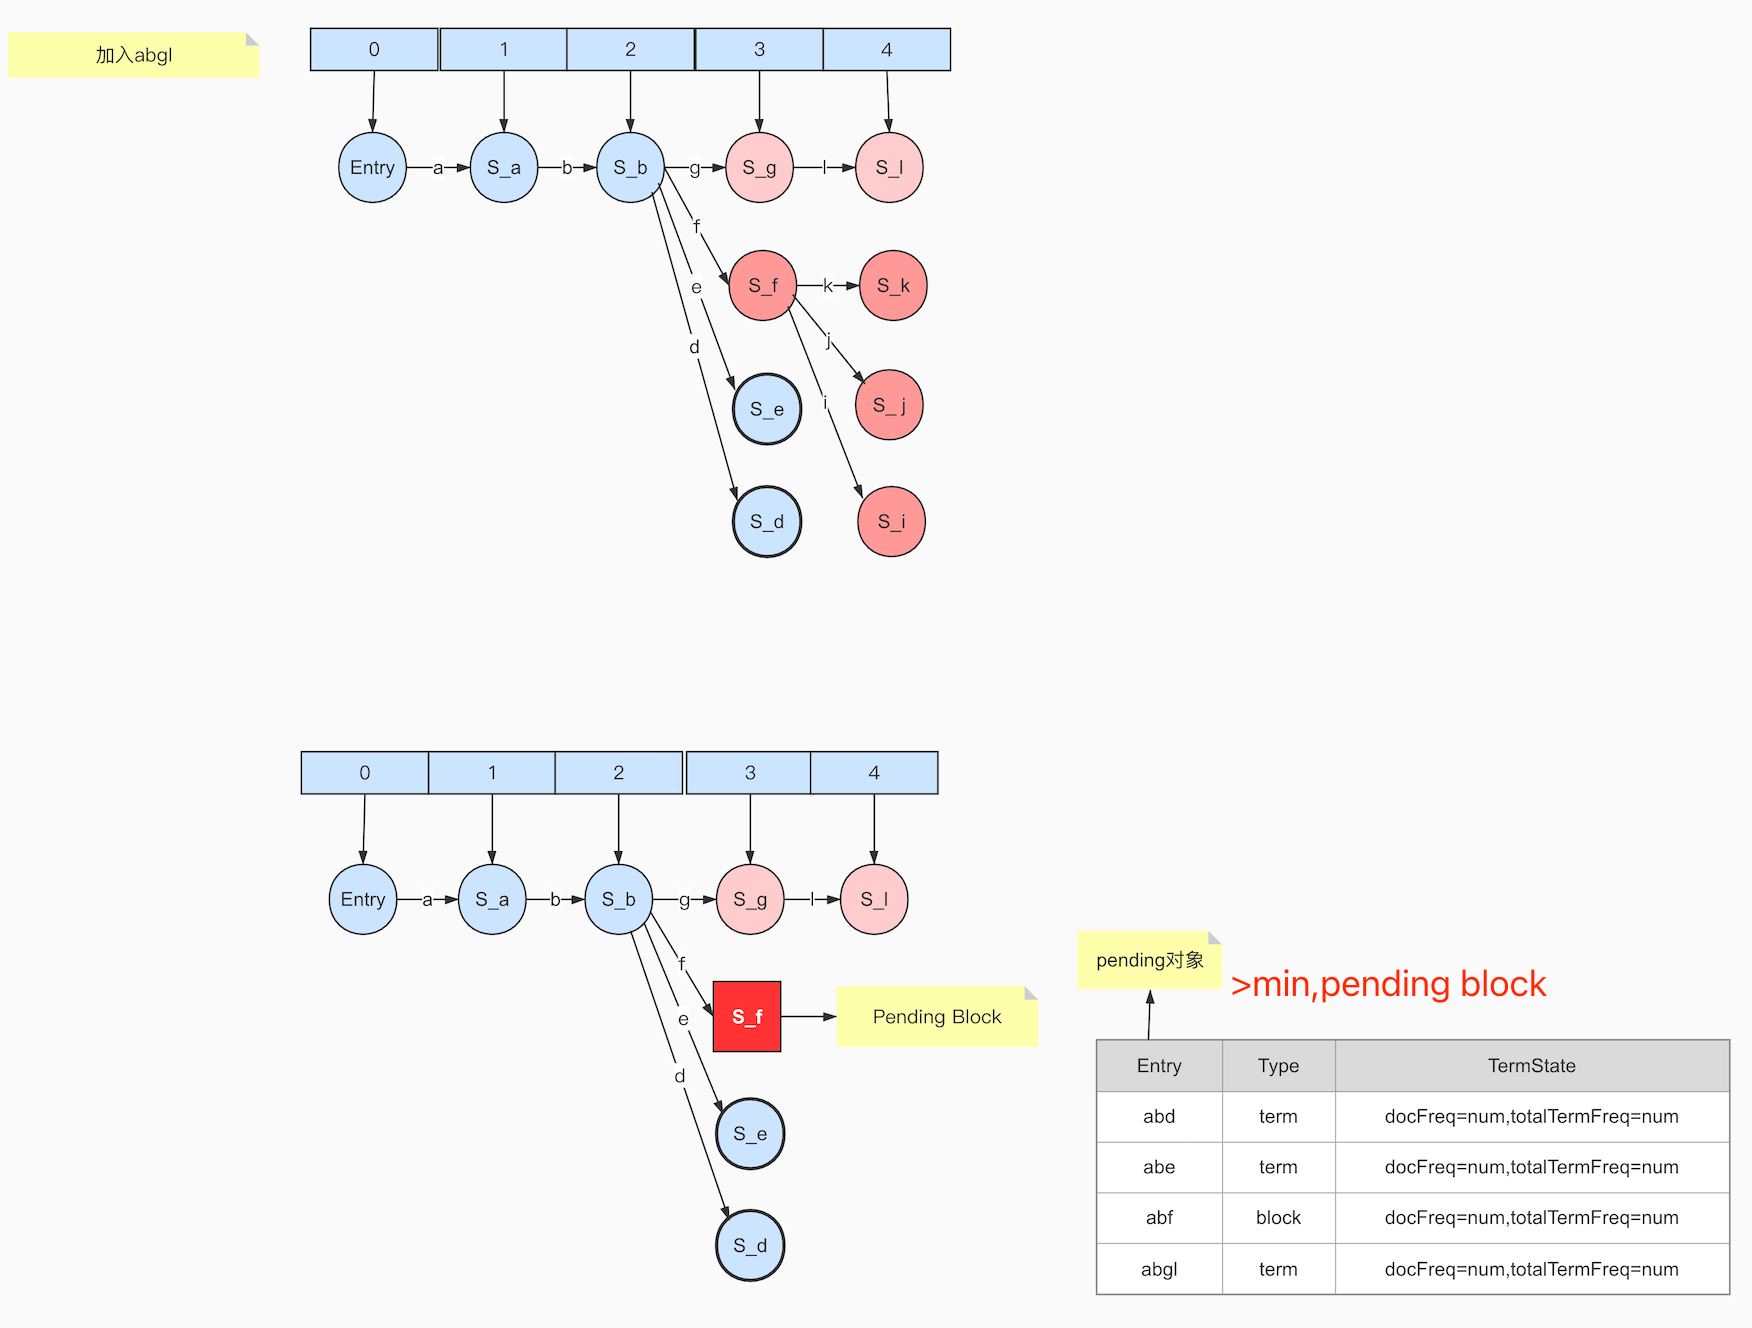 加入abgl
0 1 2 3 4
Entry a S_a b S_b g S_g l S_l
f
S_f k S_k
e
j
d
i
S_e
S_j
S_d
S_i
0 1 2 3 4
Entry a S_a b S_b g S_g l S_l
f
S_f
Pending Block
e
d
S_e
S_d
pending对象
>min,pending block
Entry Type TermState
abd term docFreq=num,totalTermFreq=num
abe term docFreq=num,totalTermFreq=num
abf block docFreq=num,totalTermFreq=num
abgl term docFreq=num,totalTermFreq=num